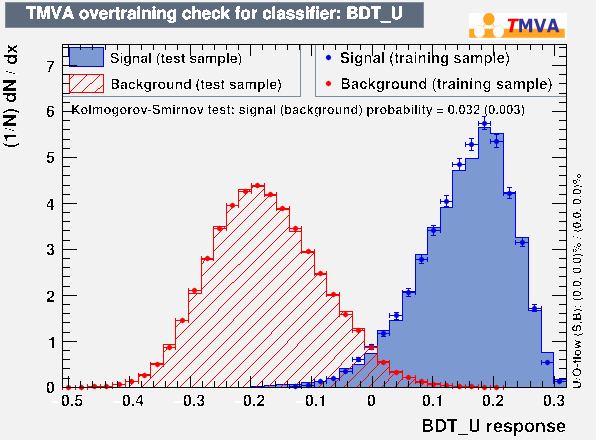 TMVA overtraining check for classifier: BDT_U
TMVA
Signal (test sample)
Background (test sample)
Signal (training sample)
Background (training sample)
Kolmogorov-Smirnov test: signal (background) probability = 0.032 (0.003)
(1/N) dN / dx
7
6
5
4
3
2
1
0
−0.5 −0.4 −0.3 −0.2 −0.1 0 0.1 0.2 0.3
BDT_U response
U/O-flow (S,B): (0.0, 0.0)% / (0.0, 0.0)%